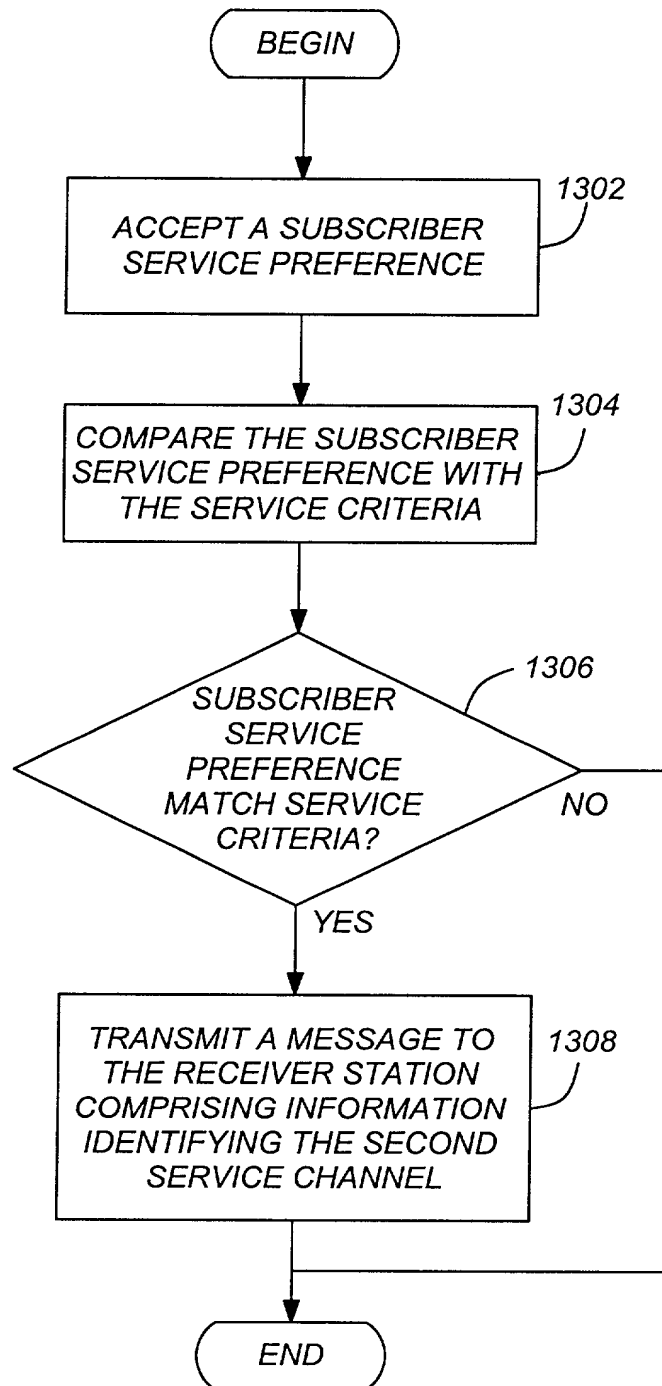 BEGIN
1302
ACCEPT A SUBSCRIBER
SERVICE PREFERENCE
1304
COMPARE THE SUBSCRIBER
SERVICE PREFERENCE WITH
THE SERVICE CRITERIA
1306
SUBSCRIBER
SERVICE
PREFERENCE
MATCH SERVICE
CRITERIA?
NO
YES
1308
TRANSMIT A MESSAGE TO
THE RECEIVER STATION
COMPRISING INFORMATION
IDENTIFYING THE SECOND
SERVICE CHANNEL
END